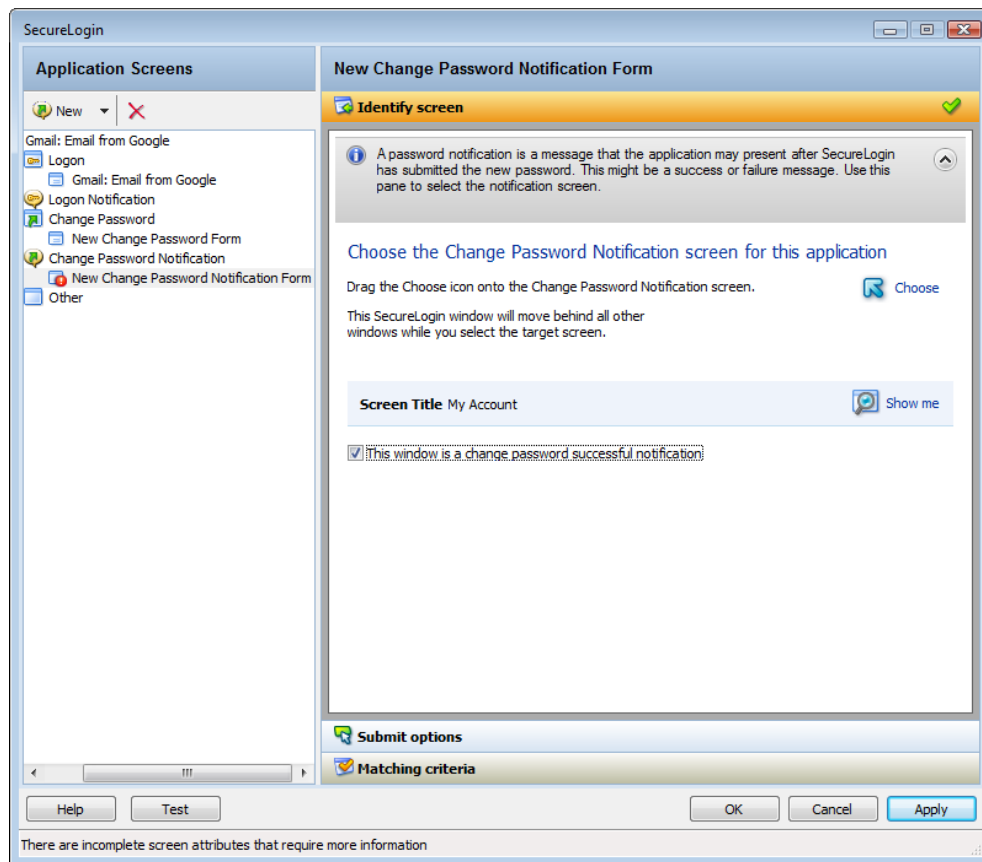 SecureLogin
Application Screens
New
Gmail: Email from Google
Logon
Gmail: Email from Google
Logon Notification
Change Password
New Change Password Form
Change Password Notification
New Change Password Notification Form
Other
New Change Password Notification Form
Identify screen
A password notification is a message that the application may present after SecureLogin
has submitted the new password. This might be a success or failure message. Use this
pane to select the notification screen.
Choose the Change Password Notification screen for this application
Drag the Choose icon onto the Change Password Notification screen.
Choose
This SecureLogin window will move behind all other
windows while you select the target screen.
Screen Title My Account
Show me
This window is a change password successful notification
Submit options
Matching criteria
Help
Test
OK
Cancel
Apply
There are incomplete screen attributes that require more information